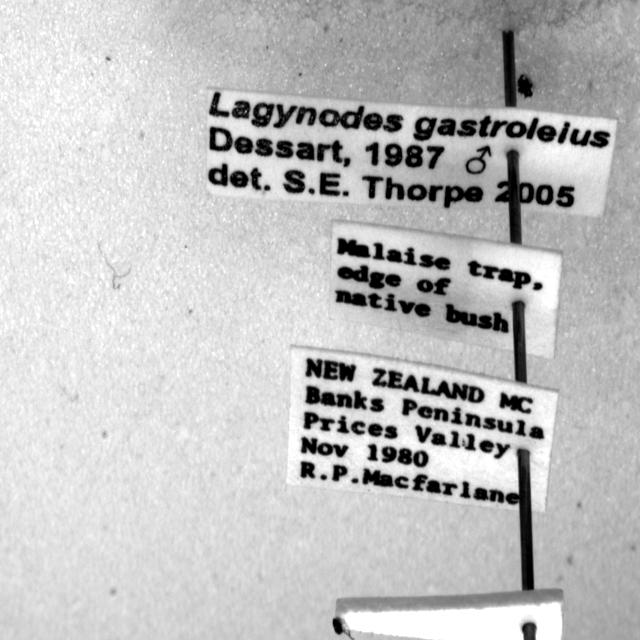 Lagynodes gastroleius
Dessart, 1987 ♂
det. S.E. Thorpe 2005
Malaise trap,
edge of
native bush
NEW ZEALAND MC
Banks Peninsula
Prices Valley
Nov 1980
R.P.Macfarlane